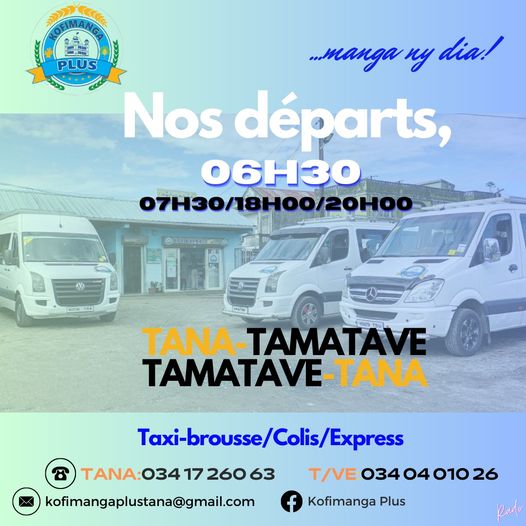 KOFIMANGA
PLUS
...manga ny dia!
Nos départs,
06H30
07H30/18H00/20H00
TANA-TAMATAVE
TAMATAVE-TANA
Taxi-brousse/Colis/Express
TANA:034 17 260 63
T/VE 034 04 010 26
kofimangaplustana@gmail.com
Kofimanga Plus